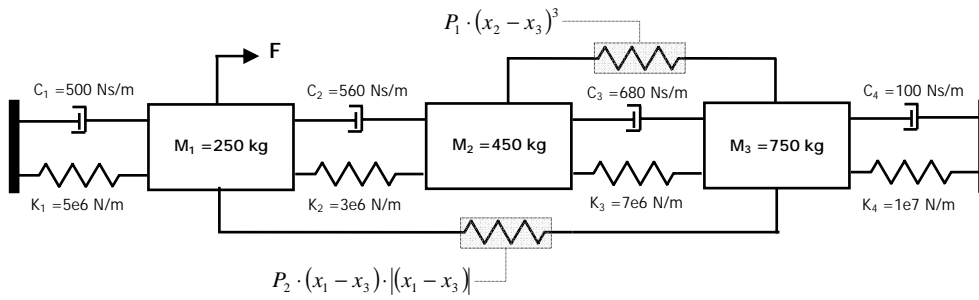 P₁ · (x₂ − x₃)³
F
C₁ =500 Ns/m
C₂ =560 Ns/m
C₃ =680 Ns/m
C₄ =100 Ns/m
M₁ =250 kg
M₂ =450 kg
M₃ =750 kg
K₁ =5e6 N/m
K₂ =3e6 N/m
K₃ =7e6 N/m
K₄ =1e7 N/m
P₂ · (x₁ − x₃) · |(x₁ − x₃)|